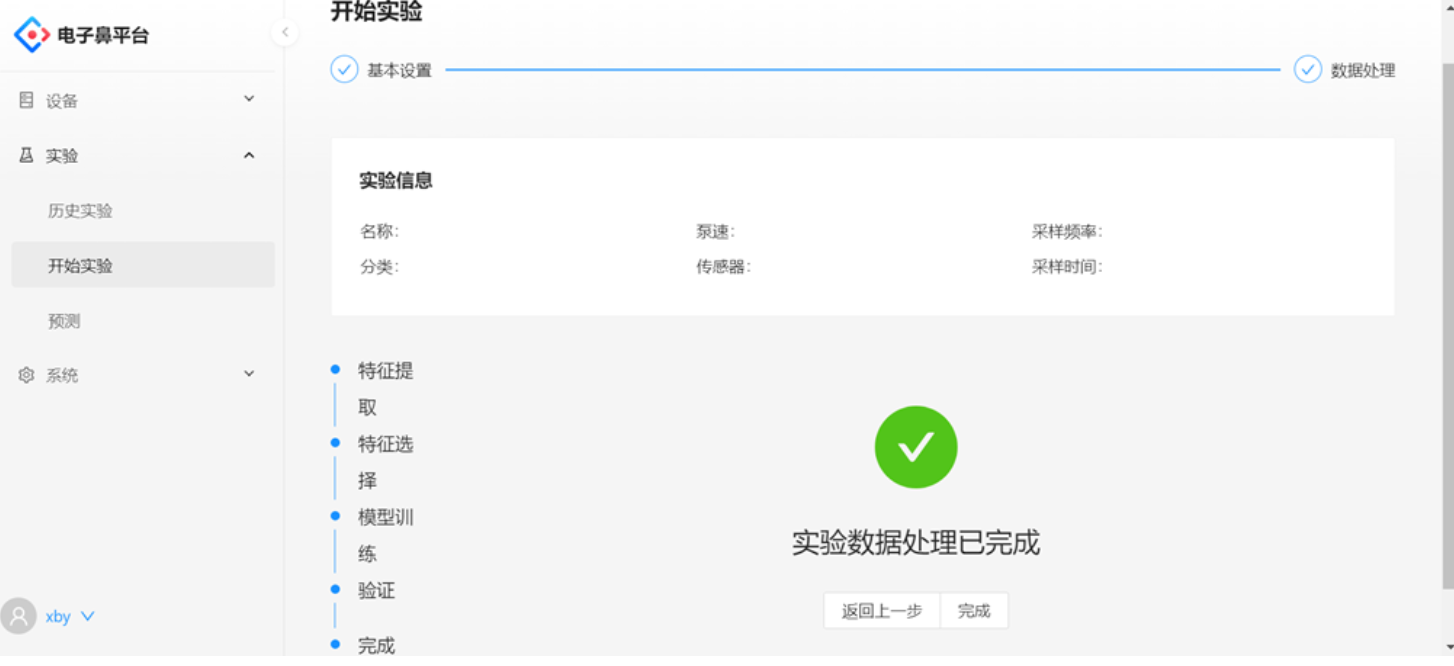 电子鼻平台
设备
实验
历史实验
开始实验
预测
系统
xby
开始实验
基本设置
数据处理
实验信息
名称: 泵速: 采样频率:
分类: 传感器: 采样时间:
特征提
取
特征选
择
模型训
练
验证
完成
实验数据处理已完成
返回上一步 完成